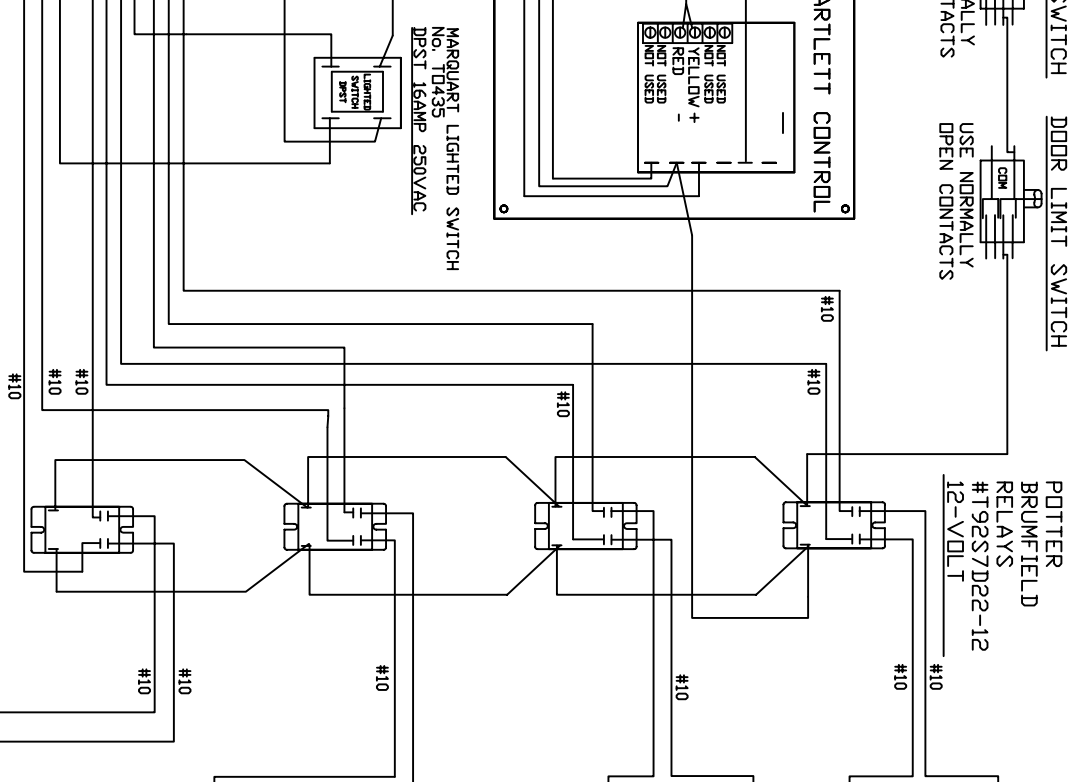 SWITCH
ALLY
TACTS
DOOR LIMIT SWITCH
USE NORMALLY
OPEN CONTACTS
COM
ARTLETT CONTROL
NOT USED
NOT USED
YELLOW +
RED -
NOT USED
NOT USED
MARQUART LIGHTED SWITCH
No. T0435
DPST 16AMP 250VAC
LIGHTED
SWITCH
DPST
POTTER
BRUMFIELD
RELAYS
#T92S7D22-12
12-VOLT
#10
#10
#10
#10
#10
#10
#10
#10
#10
#10
#10
#10